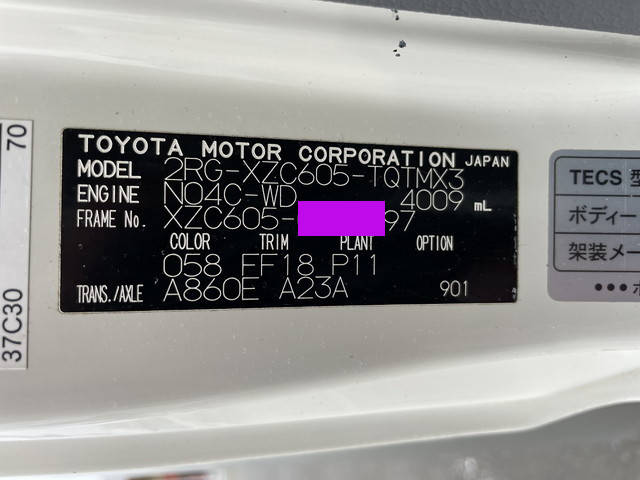 TOYOTA MOTOR CORPORATION JAPAN
MODEL 2RG-XZC605-TQTMX3
ENGINE N04C-WD 4009 mL
FRAME No. XZC605- 97
COLOR TRIM PLANT OPTION
058 FF18 P11
TRANS./AXLE A860E A23A 901
37C30 70
TECS 型
ボディー
架装メー